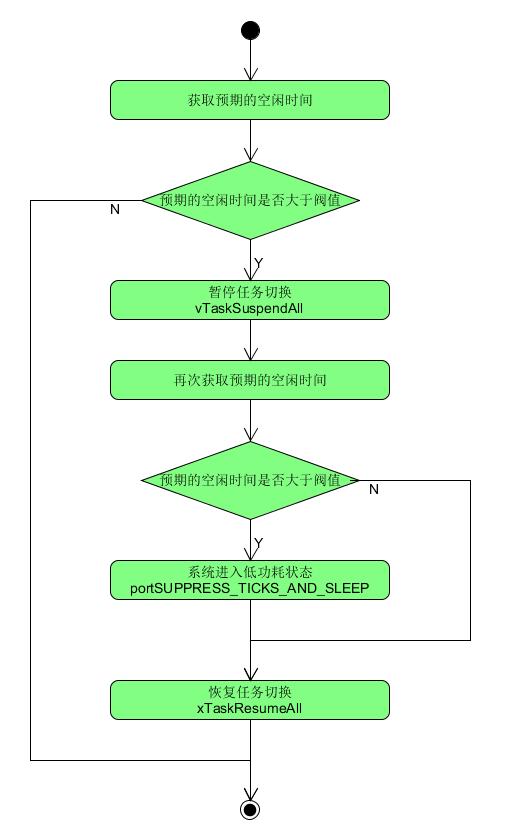 获取预期的空闲时间
预期的空闲时间是否大于阀值
N
Y
暂停任务切换
vTaskSuspendAll
再次获取预期的空闲时间
预期的空闲时间是否大于阀值
N
Y
系统进入低功耗状态
portSUPPRESS_TICKS_AND_SLEEP
恢复任务切换
xTaskResumeAll